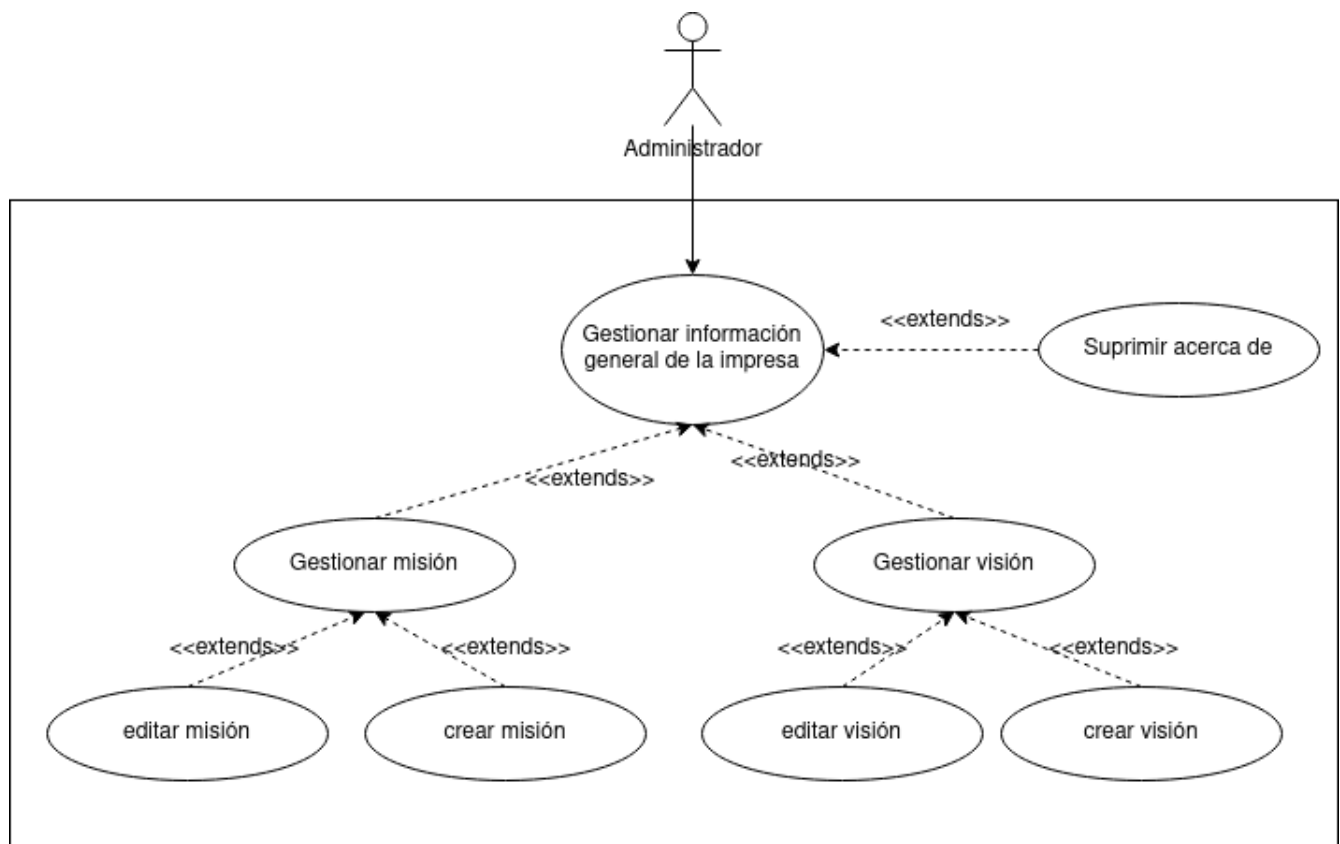 Administrador
Gestionar información
general de la impresa
<<extends>>
Suprimir acerca de
<<extends>>
<<extends>>
Gestionar misión
Gestionar visión
<<extends>>
<<extends>>
<<extends>>
<<extends>>
editar misión
crear misión
editar visión
crear visión